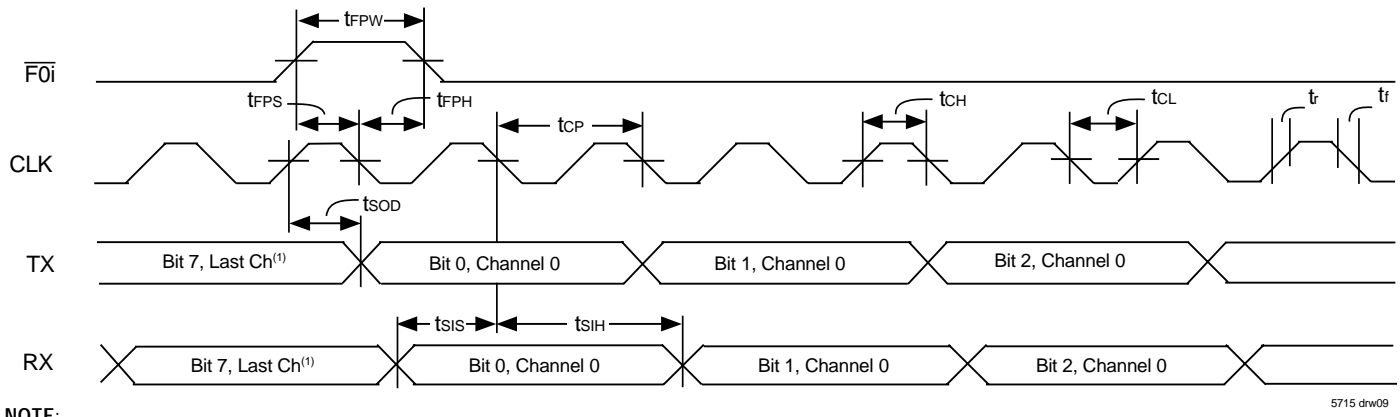 tFPW
F0i
tFPS
tFPH
tCP
tCH
tCL
tr
tf
CLK
tSOD
TX
Bit 7, Last Ch(1)
Bit 0, Channel 0
Bit 1, Channel 0
Bit 2, Channel 0
tSIS
tSIH
RX
Bit 7, Last Ch(1)
Bit 0, Channel 0
Bit 1, Channel 0
Bit 2, Channel 0
5715 drw09
NOTE: